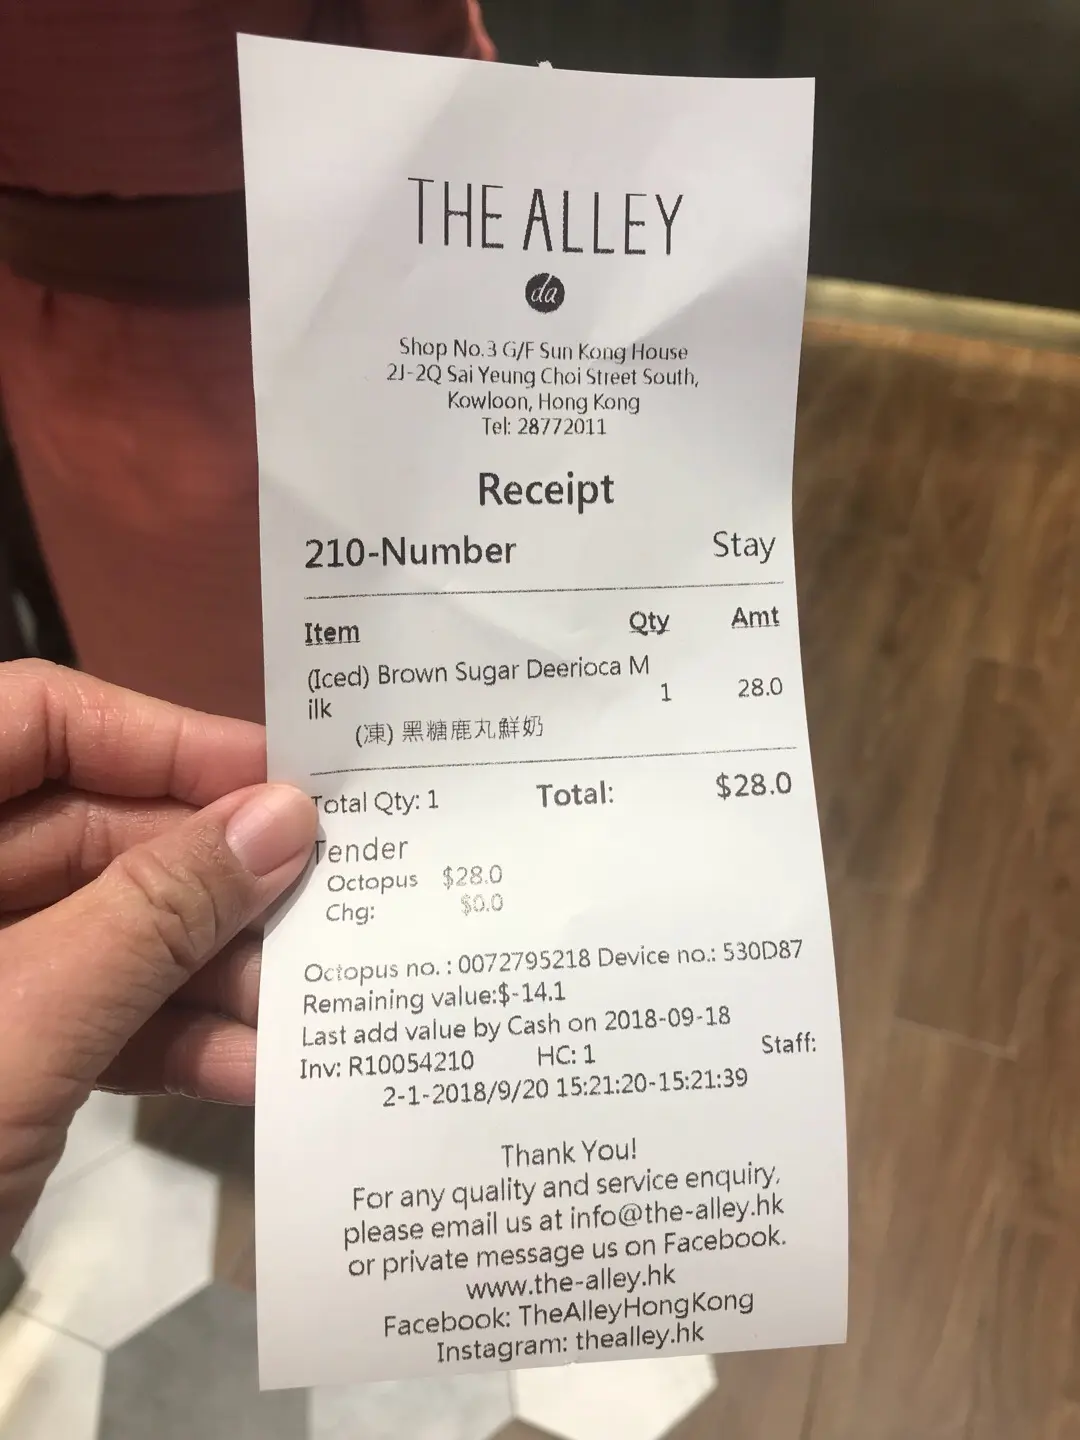 THE ALLEY
da
Shop No.3 G/F Sun Kong House
2J-2Q Sai Yeung Choi Street South,
Kowloon, Hong Kong
Tel: 28772011
Receipt
210-Number Stay
Item Qty Amt
(Iced) Brown Sugar Deerioca M
ilk 1 28.0
(凍) 黑糖鹿丸鮮奶
Total Qty: 1 Total: $28.0
Tender
Octopus $28.0
Chg: $0.0
Octopus no. : 0072795218 Device no.: 530D87
Remaining value:$-14.1
Last add value by Cash on 2018-09-18
Inv: R10054210 HC: 1 Staff:
2-1-2018/9/20 15:21:20-15:21:39
Thank You!
For any quality and service enquiry,
please email us at info@the-alley.hk
or private message us on Facebook.
www.the-alley.hk
Facebook: TheAlleyHongKong
Instagram: thealley.hk